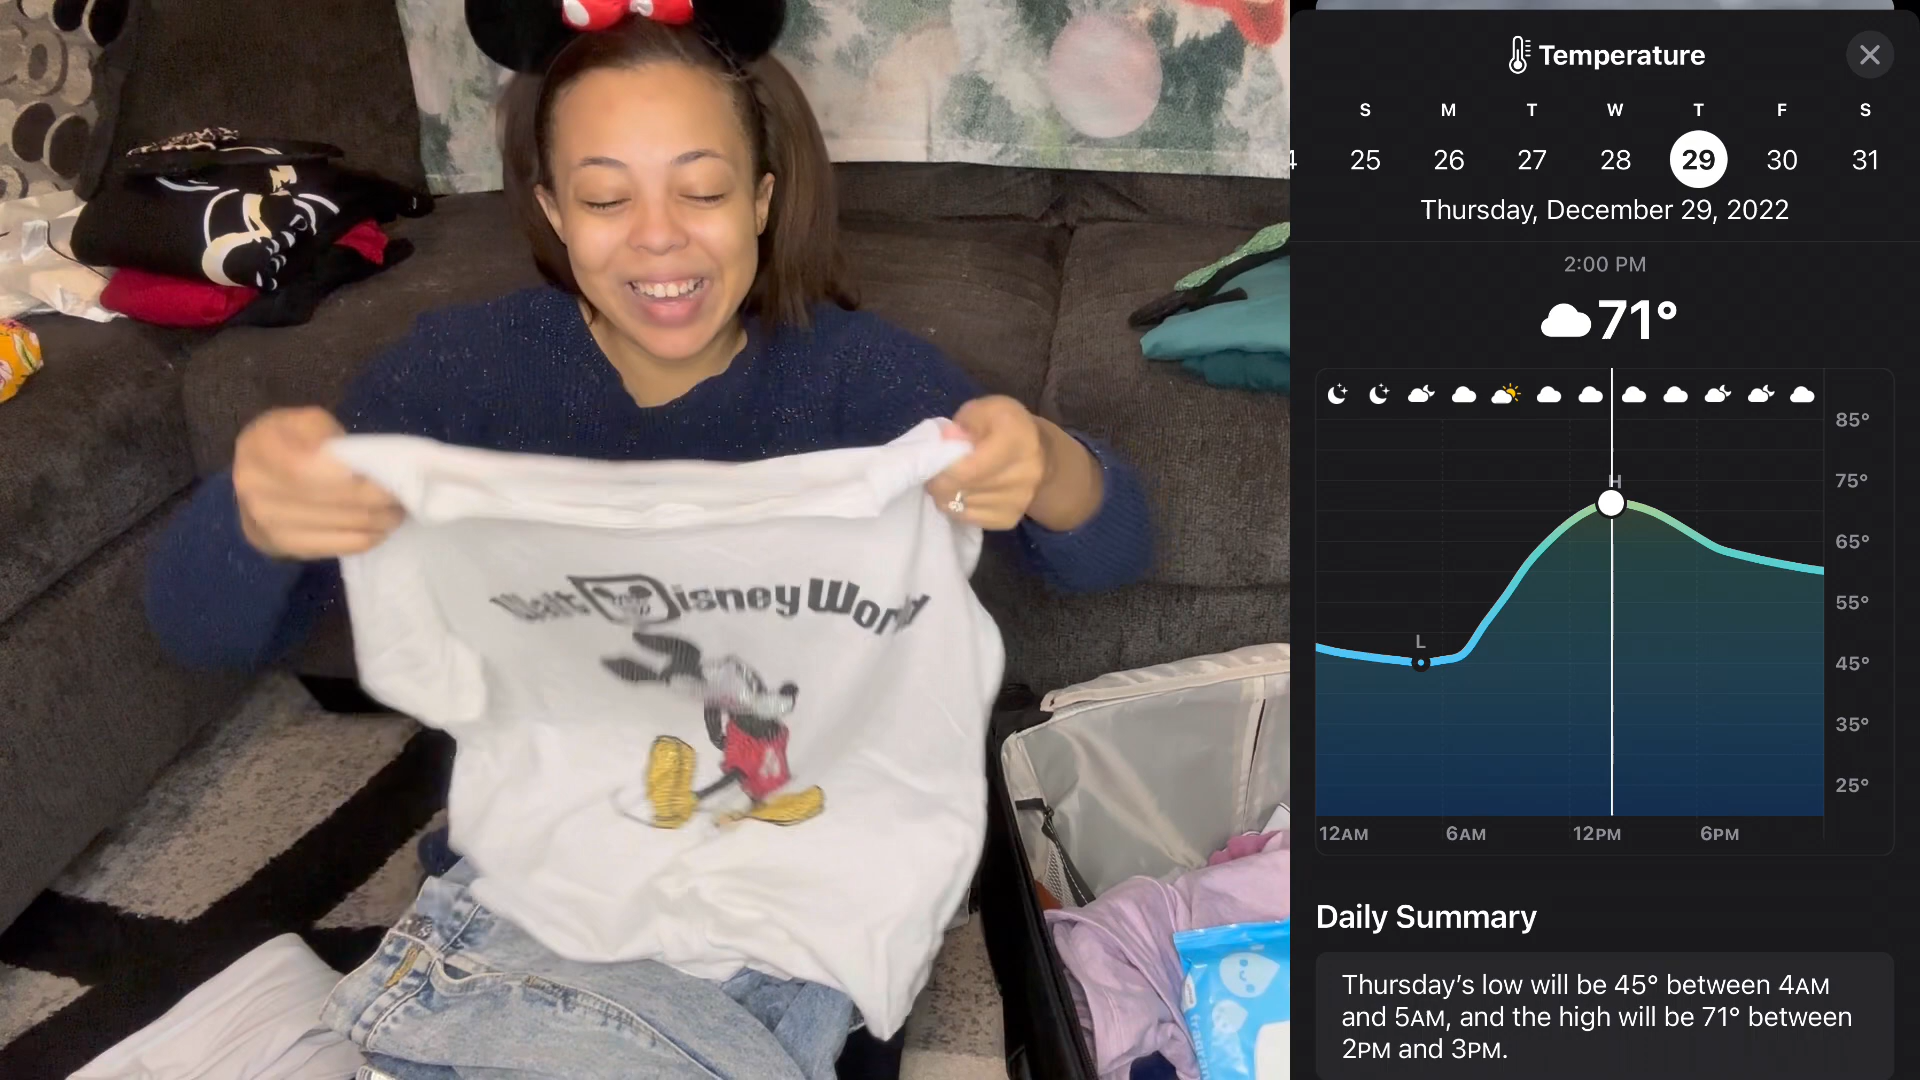 Walt Disney World
Temperature
S M T W T F S
4 25 26 27 28 29 30 31
Thursday, December 29, 2022
2:00 PM
71°
H
L
85°
75°
65°
55°
45°
35°
25°
12AM 6AM 12PM 6PM
Daily Summary
Thursday’s low will be 45° between 4AM
and 5AM, and the high will be 71° between
2PM and 3PM.